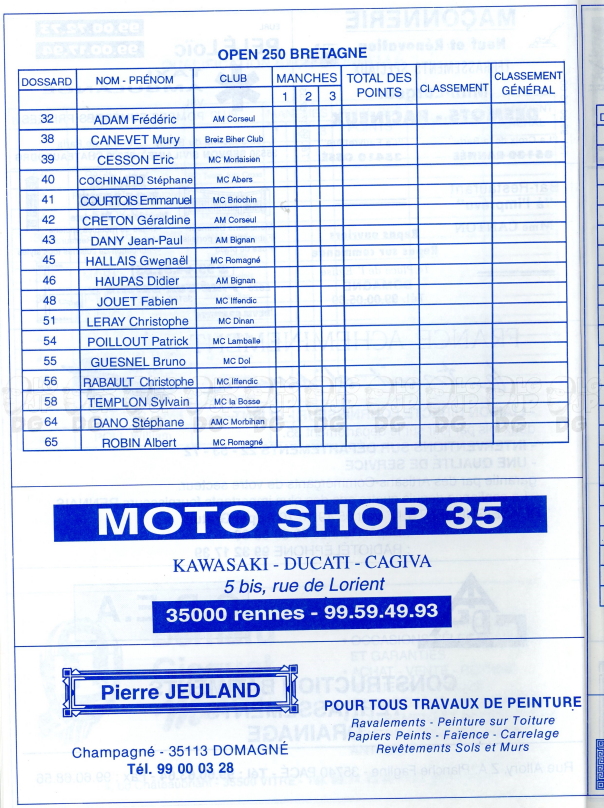 OPEN 250 BRETAGNE
DOSSARD NOM - PRÉNOM CLUB MANCHES TOTAL DES POINTS CLASSEMENT CLASSEMENT GÉNÉRAL
1 2 3
32 ADAM Frédéric AM Corseul
38 CANEVET Mury Breiz Biher Club
39 CESSON Eric MC Morlaisien
40 COCHINARD Stéphane MC Abers
41 COURTOIS Emmanuel MC Briochin
42 CRETON Géraldine AM Corseul
43 DANY Jean-Paul AM Bignan
45 HALLAIS Gwenaël MC Romagné
46 HAUPAS Didier AM Bignan
48 JOUET Fabien MC Iffendic
51 LERAY Christophe MC Dinan
54 POILLOUT Patrick MC Lamballe
55 GUESNEL Bruno MC Dol
56 RABAULT Christophe MC Iffendic
58 TEMPLON Sylvain MC la Bosse
64 DANO Stéphane AMC Morbihan
65 ROBIN Albert MC Romagné
MOTO SHOP 35
KAWASAKI - DUCATI - CAGIVA
5 bis, rue de Lorient
35000 rennes - 99.59.49.93
Pierre JEULAND
Champagné - 35113 DOMAGNÉ
Tél. 99 00 03 28
POUR TOUS TRAVAUX DE PEINTURE
Ravalements - Peinture sur Toiture
Papiers Peints - Faïence - Carrelage
Revêtements Sols et Murs